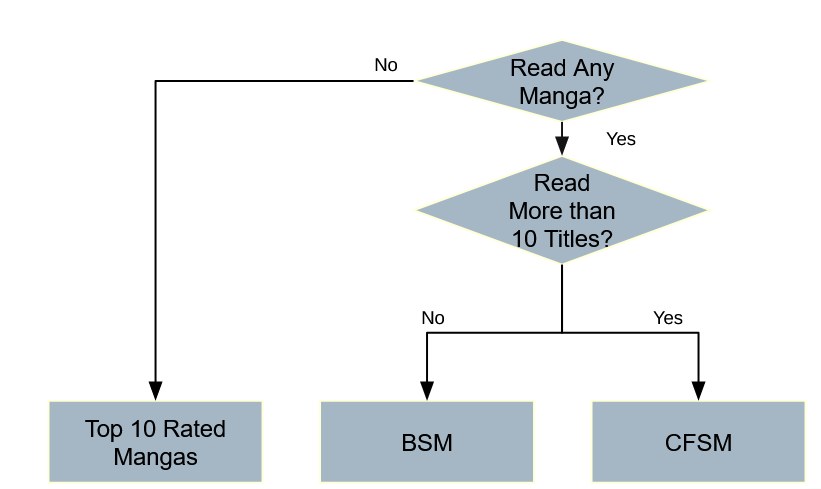 No
Read Any
Manga?
Yes
Read
More than
10 Titles?
No
Yes
Top 10 Rated
Mangas
BSM
CFSM